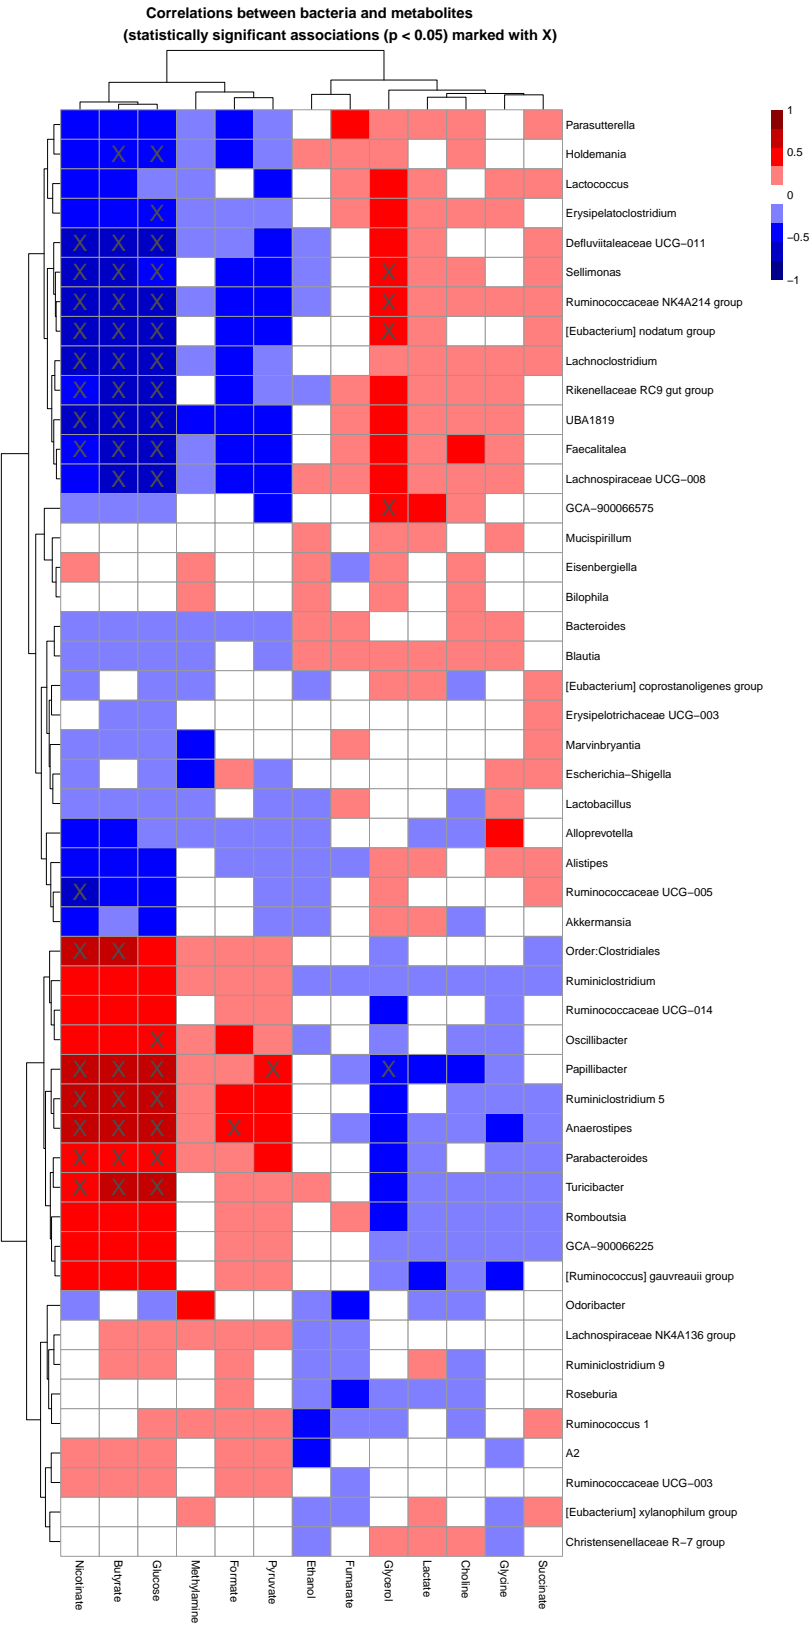 Correlations between bacteria and metabolites
(statistically significant associations (p < 0.05) marked with X)
1
0.5
0
−0.5
−1
Parasutterella
X X Holdemania
Lactococcus
X Erysipelatoclostridium
X X X Defluviitaleaceae UCG−011
X X X X Sellimonas
X X X X Ruminococcaceae NK4A214 group
X X X X [Eubacterium] nodatum group
X X X Lachnoclostridium
X X X Rikenellaceae RC9 gut group
X X X UBA1819
X X X Faecalitalea
X X Lachnospiraceae UCG−008
X GCA−900066575
Mucispirillum
Eisenbergiella
Bilophila
Bacteroides
Blautia
[Eubacterium] coprostanoligenes group
Erysipelotrichaceae UCG−003
Marvinbryantia
Escherichia−Shigella
Lactobacillus
Alloprevotella
Alistipes
X Ruminococcaceae UCG−005
Akkermansia
X X Order:Clostridiales
Ruminiclostridium
Ruminococcaceae UCG−014
X Oscillibacter
X X X X X Papillibacter
X X X Ruminiclostridium 5
X X X X Anaerostipes
X X X Parabacteroides
X X X Turicibacter
Romboutsia
GCA−900066225
[Ruminococcus] gauvreauii group
Odoribacter
Lachnospiraceae NK4A136 group
Ruminiclostridium 9
Roseburia
Ruminococcus 1
A2
Ruminococcaceae UCG−003
[Eubacterium] xylanophilum group
Christensenellaceae R−7 group
Nicotinate
Butyrate
Glucose
Methylamine
Formate
Pyruvate
Ethanol
Fumarate
Glycerol
Lactate
Choline
Glycine
Succinate